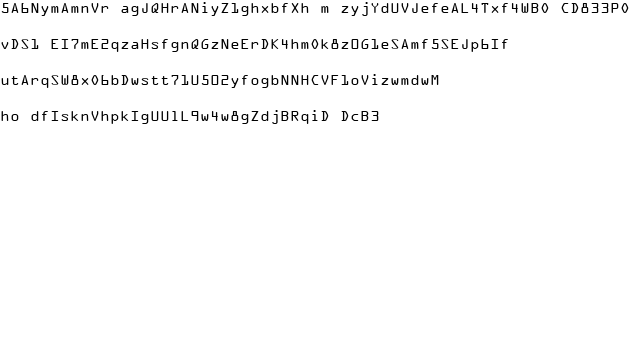 5A6NymAmnVr agJQHrANiyZ1ghxbfXh m zyjYdUVJefeAL4Txf4WB0 CD833P0
vDS1 EI7mE2qzaHsfgnQGzNeErDK4hm0k8zOG1eSAmf5SEJp6If
utArqSW8x06bDwstt71U5O2yfogbNNHCVF1oVizwmdwM
ho dfIsknVhpkIgUU1L9w4w8gZdjBRqiD DcB3